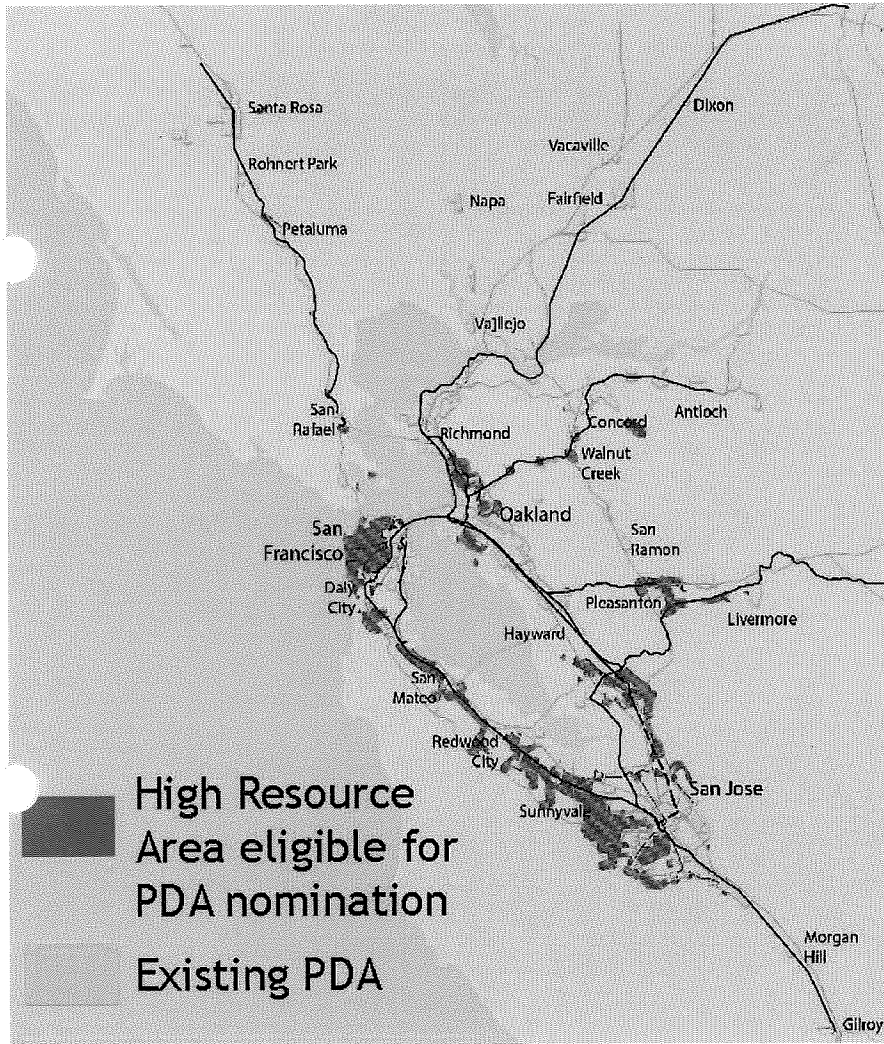 Santa Rosa
Dixon
Vacaville
Rohnert Park
Napa
Fairfield
Petaluma
Vallejo
San
Rafael
Richmond
Concord
Antioch
Walnut
Creek
Oakland
San
Francisco
San
Ramon
Daly
City
Pleasanton
Livermore
Hayward
San
Mateo
Redwood
City
San Jose
Sunnyvale
High Resource
Area eligible for
PDA nomination
Existing PDA
Morgan
Hill
Gilroy